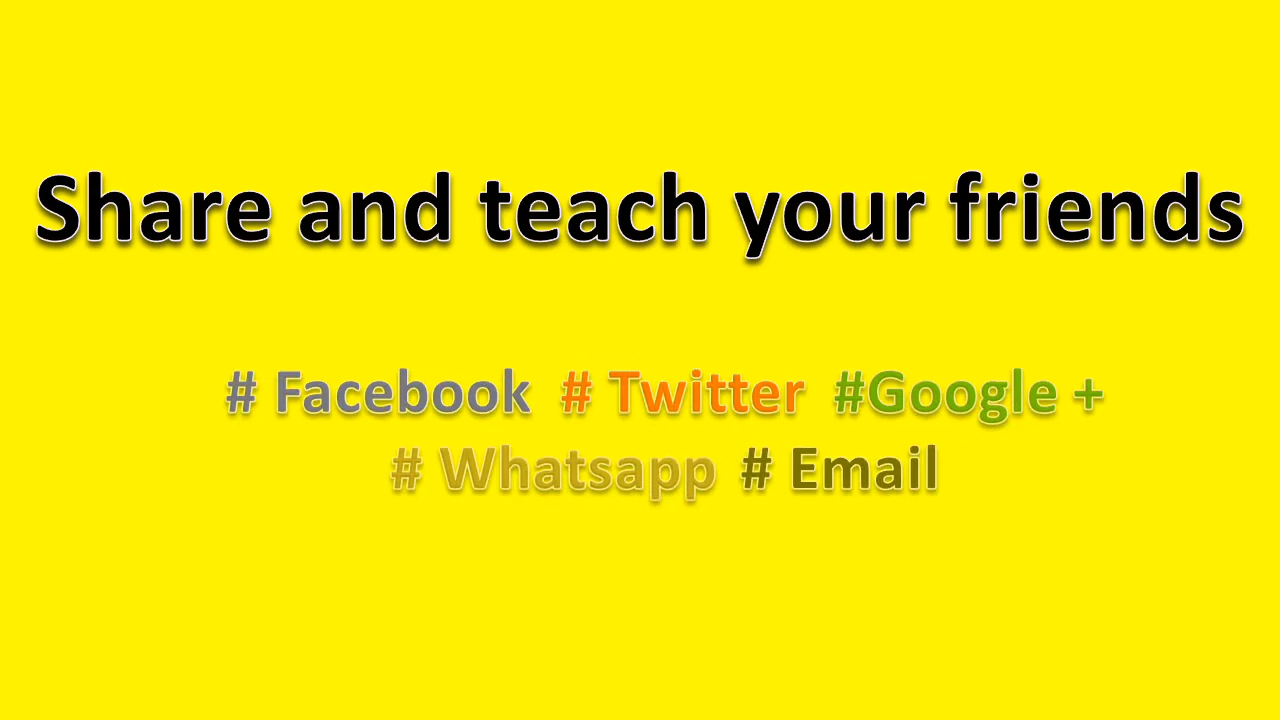 Share and teach your friends
# Facebook # Twitter #Google +
# Whatsapp # Email